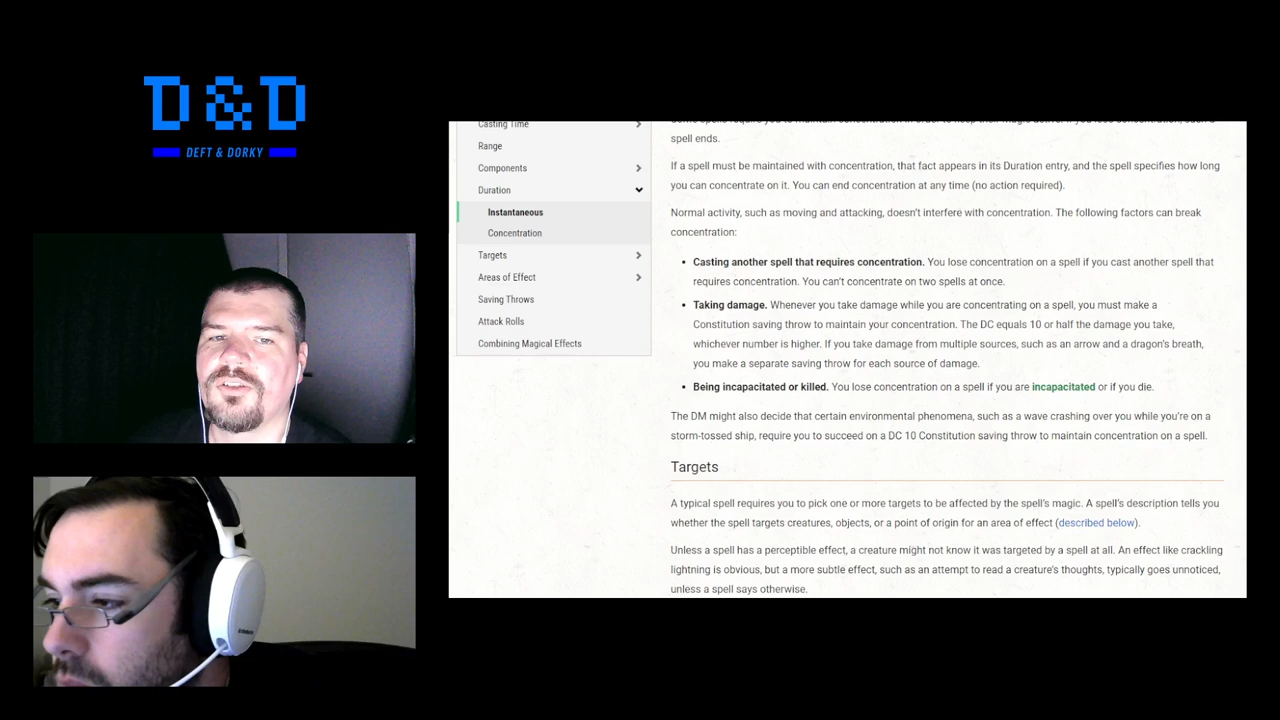 D & D
DEFT & DORKY
Casting Time
Range
Components
Duration
Instantaneous
Concentration
Targets
Areas of Effect
Saving Throws
Attack Rolls
Combining Magical Effects
spell ends.
If a spell must be maintained with concentration, that fact appears in its Duration entry, and the spell specifies how long
you can concentrate on it. You can end concentration at any time (no action required).
Normal activity, such as moving and attacking, doesn’t interfere with concentration. The following factors can break
concentration:
• Casting another spell that requires concentration. You lose concentration on a spell if you cast another spell that
requires concentration. You can’t concentrate on two spells at once.
• Taking damage. Whenever you take damage while you are concentrating on a spell, you must make a
Constitution saving throw to maintain your concentration. The DC equals 10 or half the damage you take,
whichever number is higher. If you take damage from multiple sources, such as an arrow and a dragon’s breath,
you make a separate saving throw for each source of damage.
• Being incapacitated or killed. You lose concentration on a spell if you are incapacitated or if you die.
The DM might also decide that certain environmental phenomena, such as a wave crashing over you while you’re on a
storm-tossed ship, require you to succeed on a DC 10 Constitution saving throw to maintain concentration on a spell.
Targets
A typical spell requires you to pick one or more targets to be affected by the spell’s magic. A spell’s description tells you
whether the spell targets creatures, objects, or a point of origin for an area of effect (described below).
Unless a spell has a perceptible effect, a creature might not know it was targeted by a spell at all. An effect like crackling
lightning is obvious, but a more subtle effect, such as an attempt to read a creature’s thoughts, typically goes unnoticed,
unless a spell says otherwise.